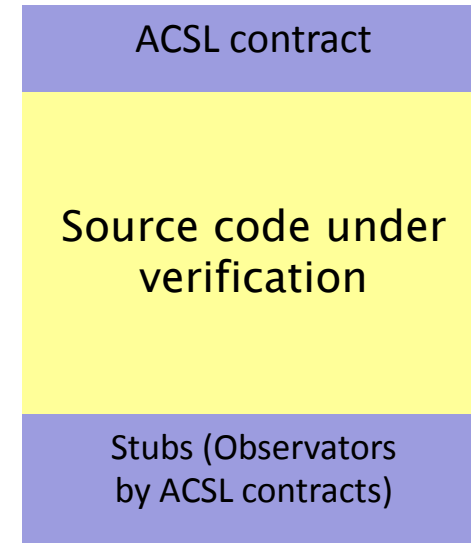 ACSL contract
Source code under
verification
Stubs (Observators
by ACSL contracts)